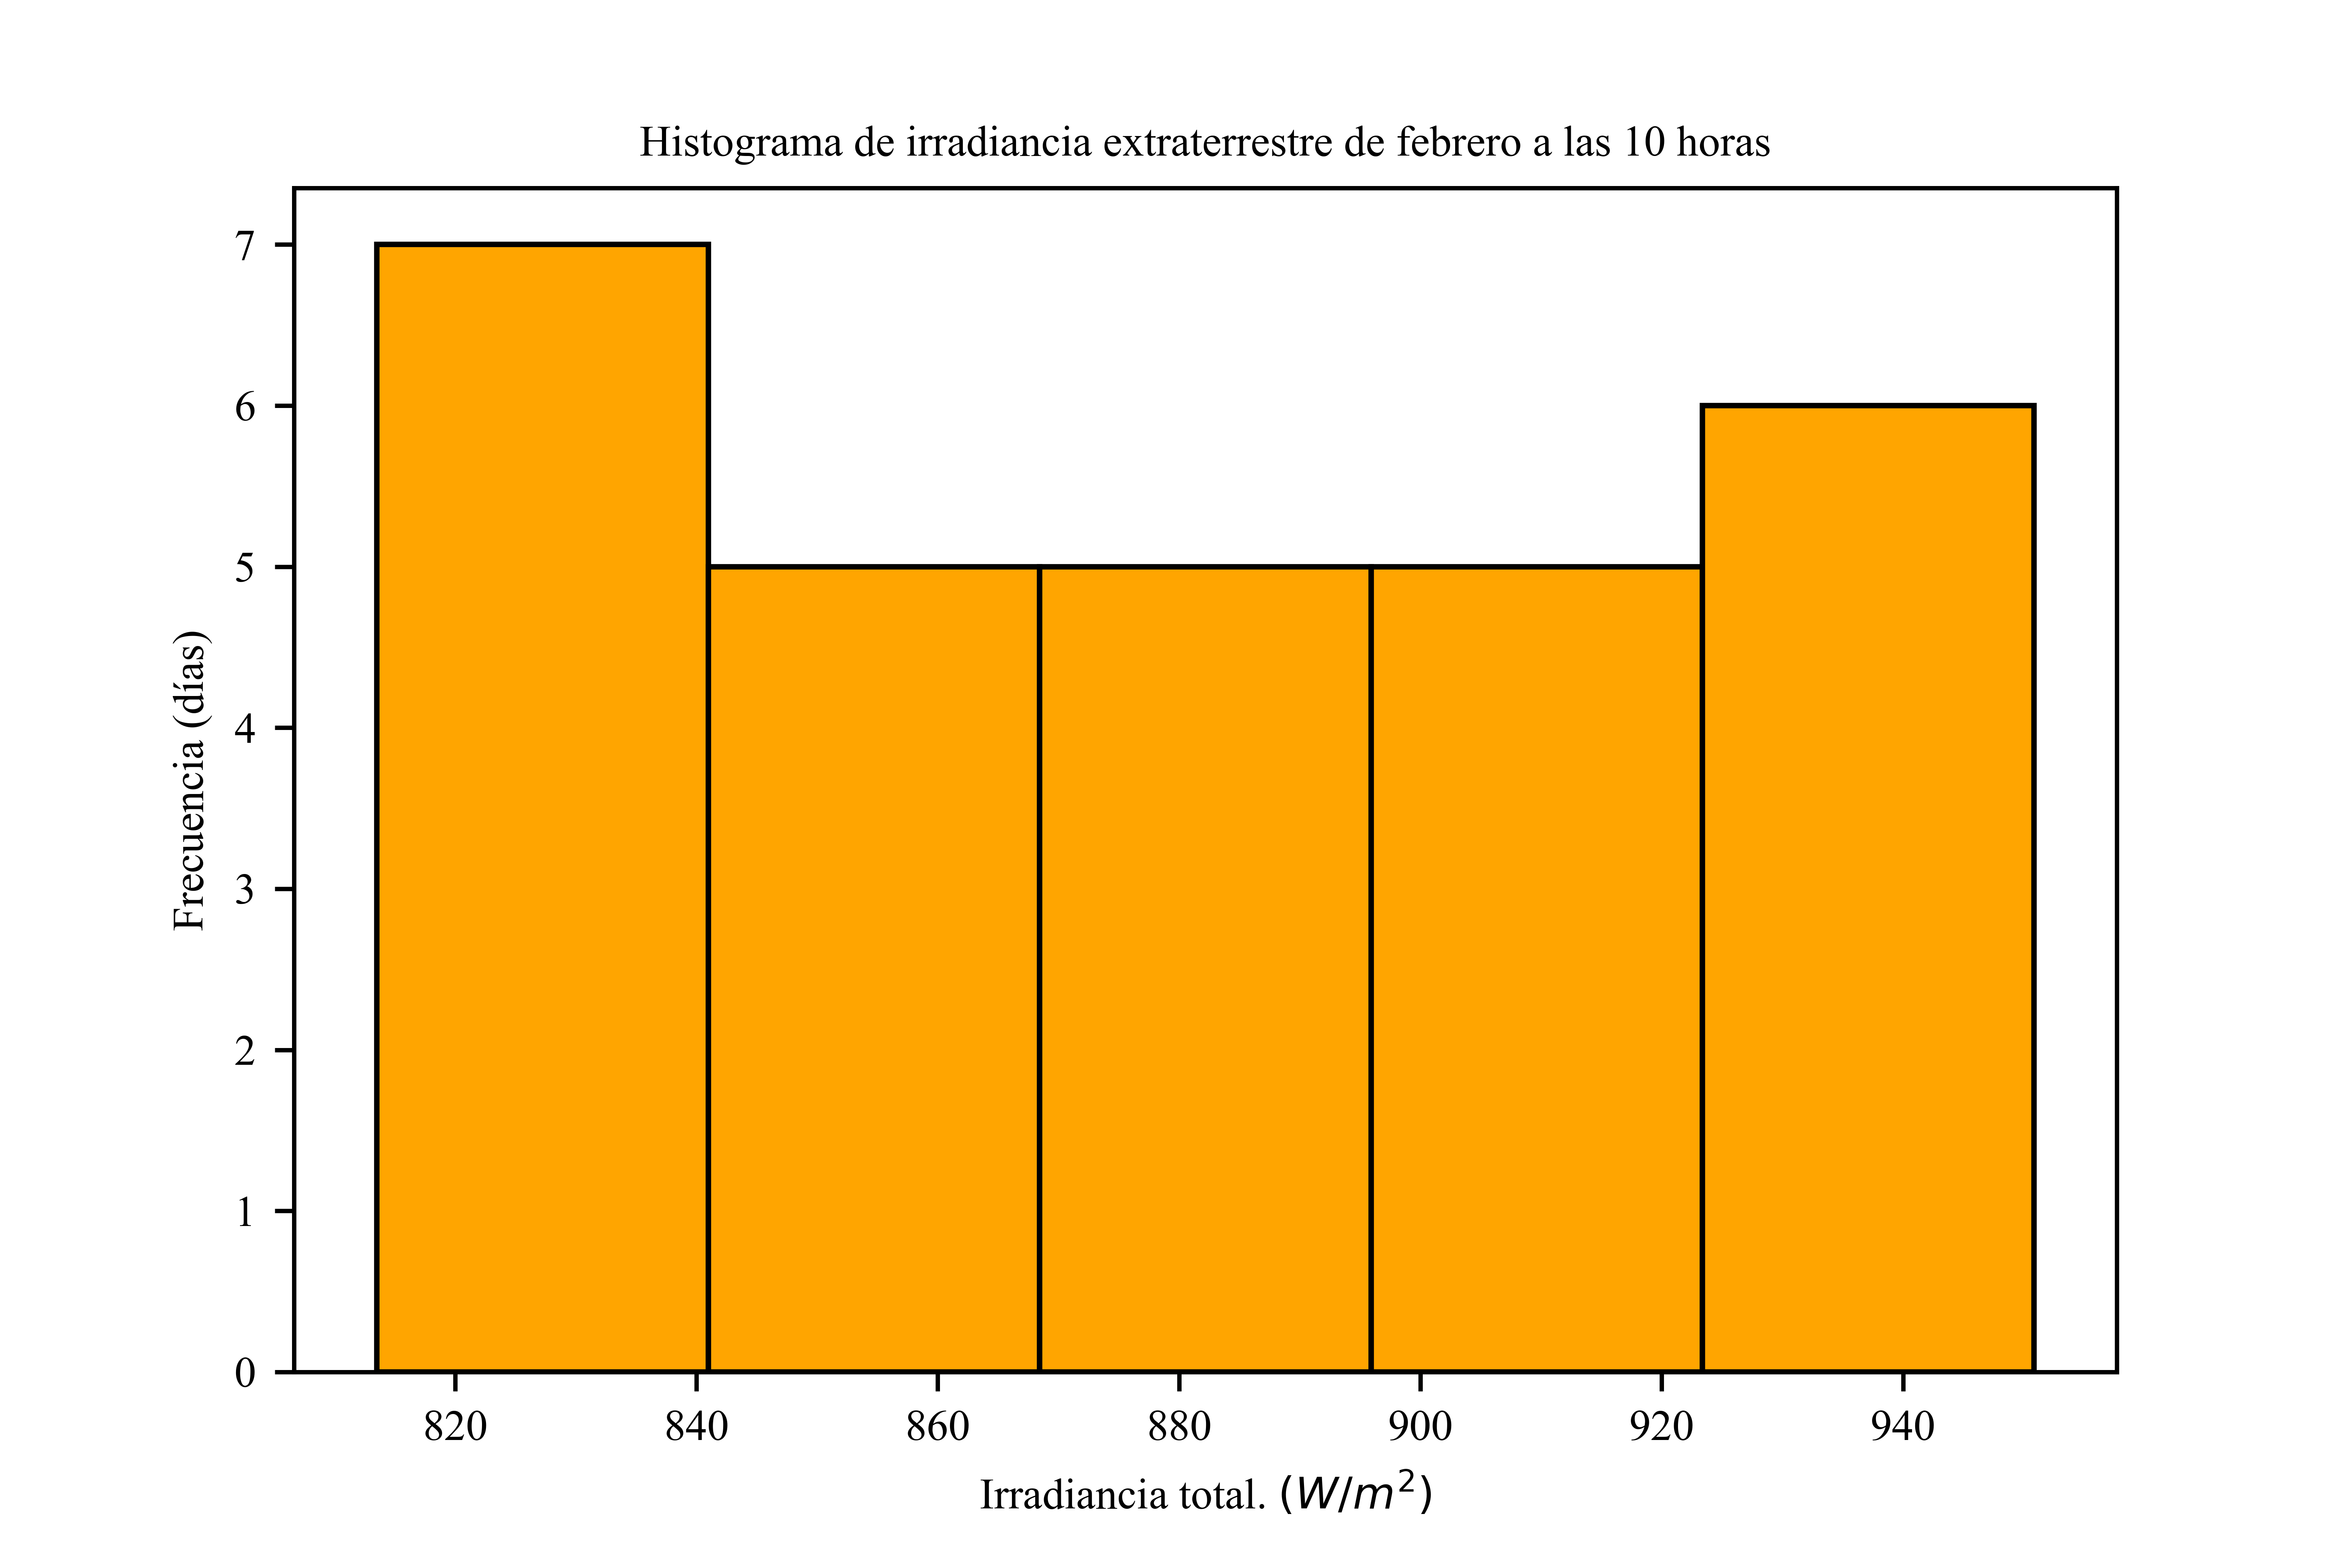 Histograma de irradiancia extraterrestre de febrero a las 10 horas
7
6
5
4
3
2
1
0
Frecuencia (días)
820 840 860 880 900 920 940
Irradiancia total. (W/m²)